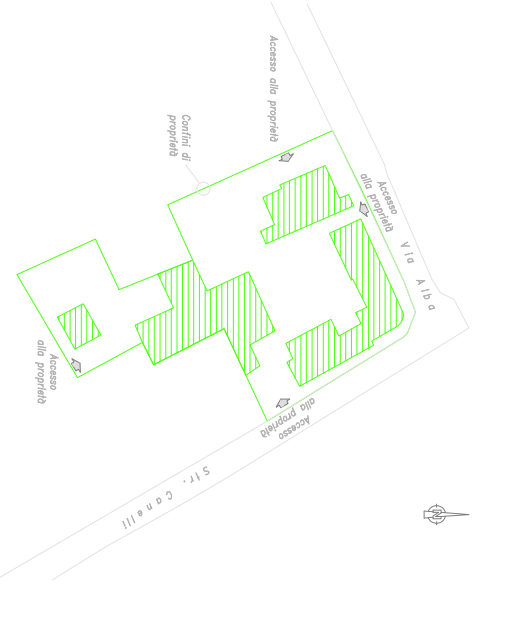 Accesso alla proprietà
Confini di
proprietà
Accesso
alla proprietà
Via Alba
Accesso
alla proprietà
Accesso
alla proprietà
Str. Canelli
N